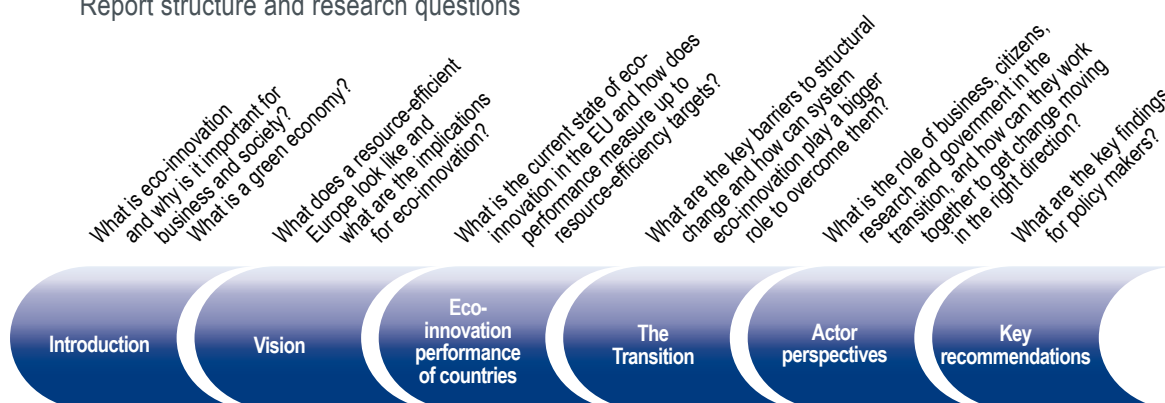 Report structure and research questions
What is eco-innovation
and why is it important for
business and society?
What is a green economy?
What does a resource-efficient
Europe look like and
what are the implications
for eco-innovation?
What is the current state of eco-
innovation in the EU and how does
performance measure up to
resource-efficiency targets?
What are the key barriers to structural
change and how can system
eco-innovation play a bigger
role to overcome them?
What is the role of business, citizens,
research and government in the
transition, and how can they work
together to get change moving
in the right direction?
What are the key findings
for policy makers?
Introduction
Vision
Eco-
innovation
performance
of countries
The
Transition
Actor
perspectives
Key
recommendations